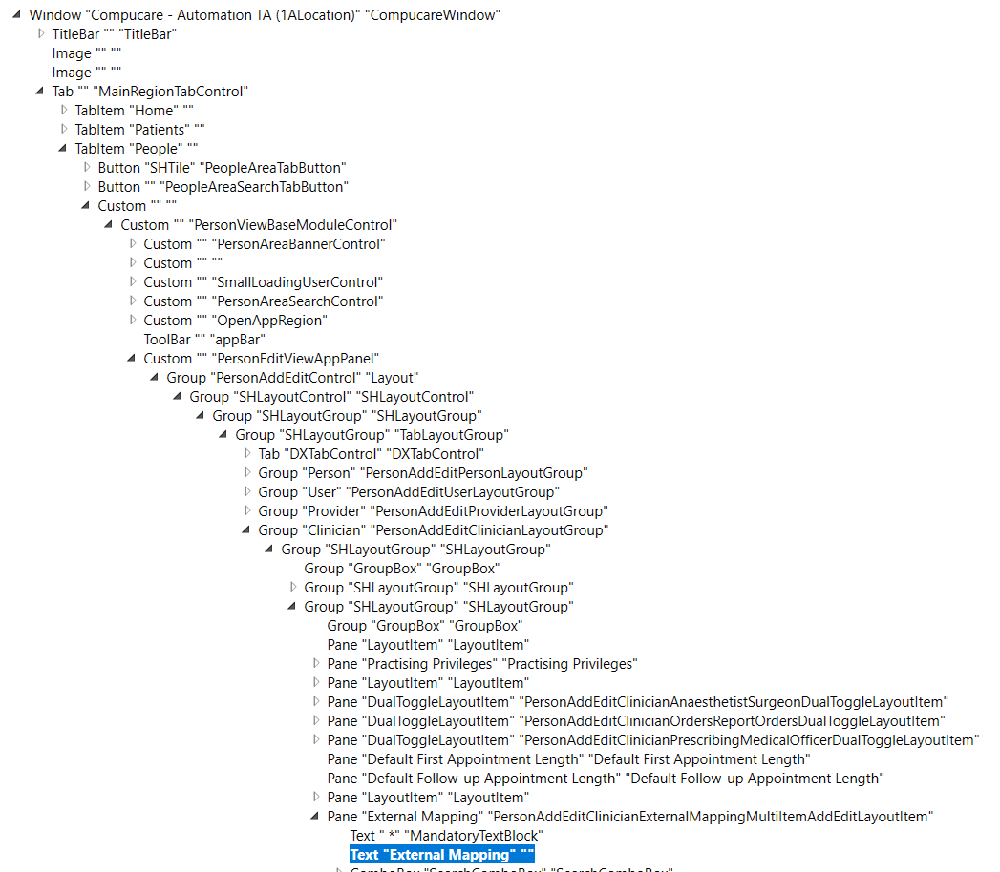 Window "Compucare - Automation TA (1ALocation)" "CompucareWindow"
TitleBar "" "TitleBar"
Image "" ""
Image "" ""
Tab "" "MainRegionTabControl"
TabItem "Home" ""
TabItem "Patients" ""
TabItem "People" ""
Button "SHTile" "PeopleAreaTabButton"
Button "" "PeopleAreaSearchTabButton"
Custom "" ""
Custom "" "PersonViewBaseModuleControl"
Custom "" "PersonAreaBannerControl"
Custom "" ""
Custom "" "SmallLoadingUserControl"
Custom "" "PersonAreaSearchControl"
Custom "" "OpenAppRegion"
ToolBar "" "appBar"
Custom "" "PersonEditViewAppPanel"
Group "PersonAddEditControl" "Layout"
Group "SHLayoutControl" "SHLayoutControl"
Group "SHLayoutGroup" "SHLayoutGroup"
Group "SHLayoutGroup" "TabLayoutGroup"
Tab "DXTabControl" "DXTabControl"
Group "Person" "PersonAddEditPersonLayoutGroup"
Group "User" "PersonAddEditUserLayoutGroup"
Group "Provider" "PersonAddEditProviderLayoutGroup"
Group "Clinician" "PersonAddEditClinicianLayoutGroup"
Group "SHLayoutGroup" "SHLayoutGroup"
Group "GroupBox" "GroupBox"
Group "SHLayoutGroup" "SHLayoutGroup"
Group "SHLayoutGroup" "SHLayoutGroup"
Group "GroupBox" "GroupBox"
Pane "LayoutItem" "LayoutItem"
Pane "Practising Privileges" "Practising Privileges"
Pane "LayoutItem" "LayoutItem"
Pane "DualToggleLayoutItem" "PersonAddEditClinicianAnaesthetistSurgeonDualToggleLayoutItem"
Pane "DualToggleLayoutItem" "PersonAddEditClinicianOrdersReportOrdersDualToggleLayoutItem"
Pane "DualToggleLayoutItem" "PersonAddEditClinicianPrescribingMedicalOfficerDualToggleLayoutItem"
Pane "Default First Appointment Length" "Default First Appointment Length"
Pane "Default Follow-up Appointment Length" "Default Follow-up Appointment Length"
Pane "LayoutItem" "LayoutItem"
Pane "External Mapping" "PersonAddEditClinicianExternalMappingMultiItemAddEditLayoutItem"
Text " *" "MandatoryTextBlock"
Text "External Mapping" ""
ComboBox "SearchComboBox" "SearchComboBox"